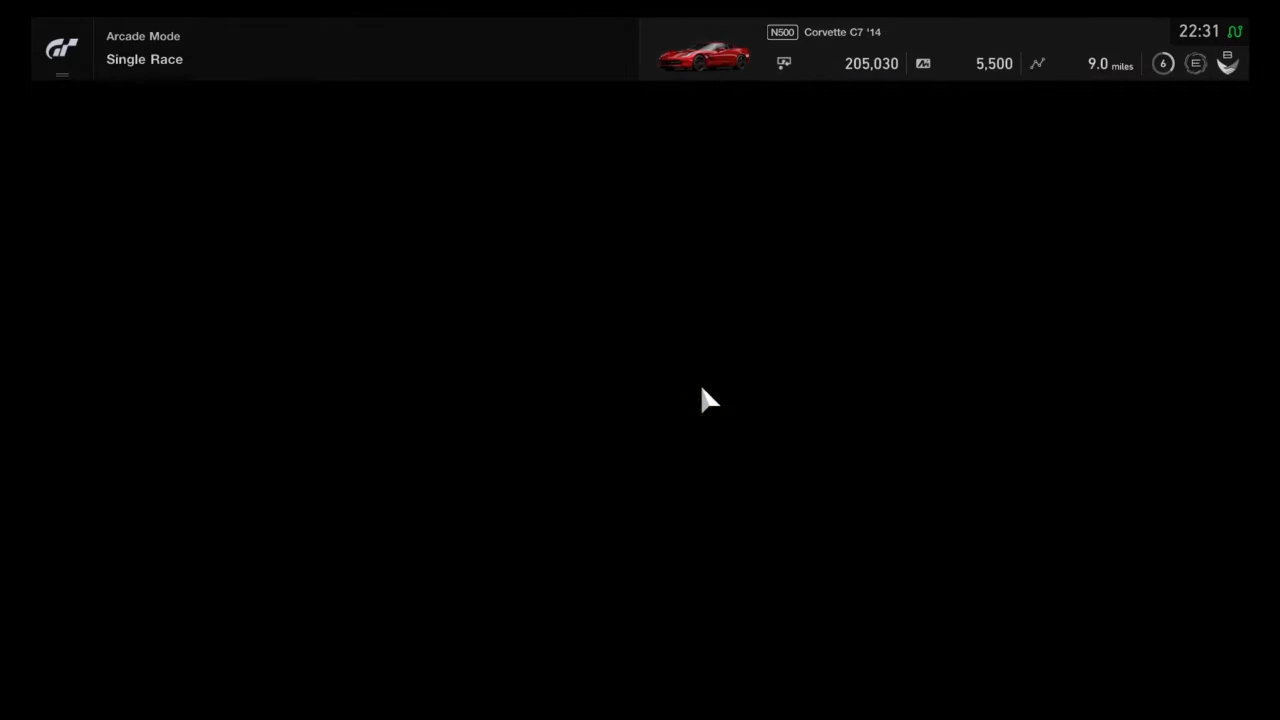 Arcade Mode
Single Race
N500 Corvette C7 '14
22:31
205,030
5,500
9.0 miles
6
E
B